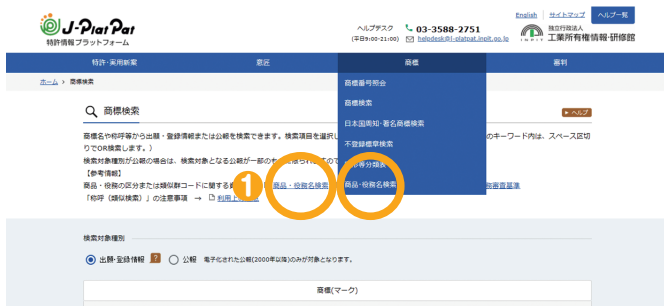 English サイトマップ ヘルプ一覧
J-PlatPat
特許情報プラットフォーム
ヘルプデスク 03-3588-2751
(平日9:00-21:00) helpdesk@j-platpat.inpit.go.jp
INPIT 独立行政法人
工業所有権情報・研修館
特許・実用新案 意匠 商標 審判
ホーム > 商標検索
商標番号照会
商標検索
日本国周知・著名商標検索
不登録標章検索
等分類表
商品・役務名検索
商標検索
ヘルプ
商標名や称呼等から出願・登録情報または公報を検索できます。検索項目を選択し
のキーワード内は、スペース区切
りでOR検索します。)
検索対象種別が公報の場合は、検索対象となる公報が一部の
【参考情報】
商品・役務の区分または類似群コードに関する
商品・役務名検索
務審査基準
「称呼(類似検索)」の注意事項 → 利用上の
1
検索対象種別
出願・登録情報 ? 公報 電子化された公報(2000年以降)のみが対象となります。
商標(マーク)